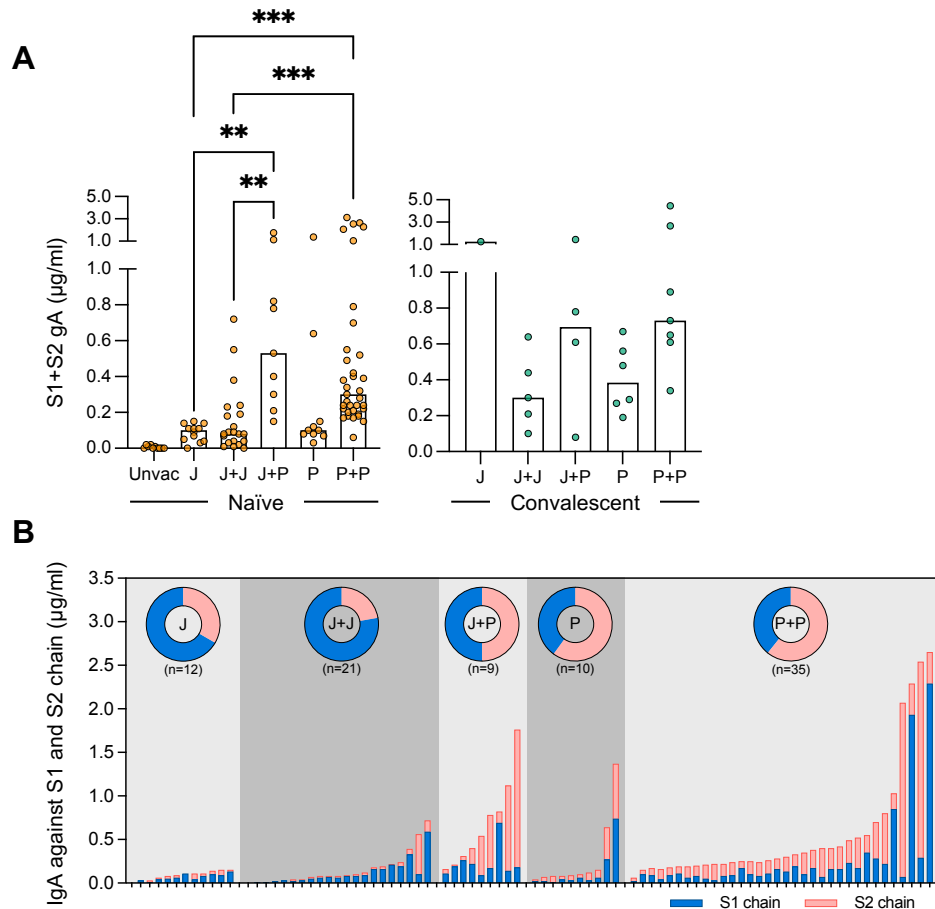 A
***
***
**
**
S1+S2 gA (µg/ml)
5.0
3.0
1.0
1.0
0.8
0.6
0.4
0.2
0.0
Unvac J J+J J+P P P+P
Naïve
5.0
3.0
1.0
1.0
0.8
0.6
0.4
0.2
0.0
J J+J J+P P P+P
Convalescent
B
IgA against S1 and S2 chain (µg/ml)
3.5
3.0
2.5
2.0
1.5
1.0
0.5
0.0
J J+J J+P P P+P
(n=12) (n=21) (n=9) (n=10) (n=35)
S1 chain S2 chain